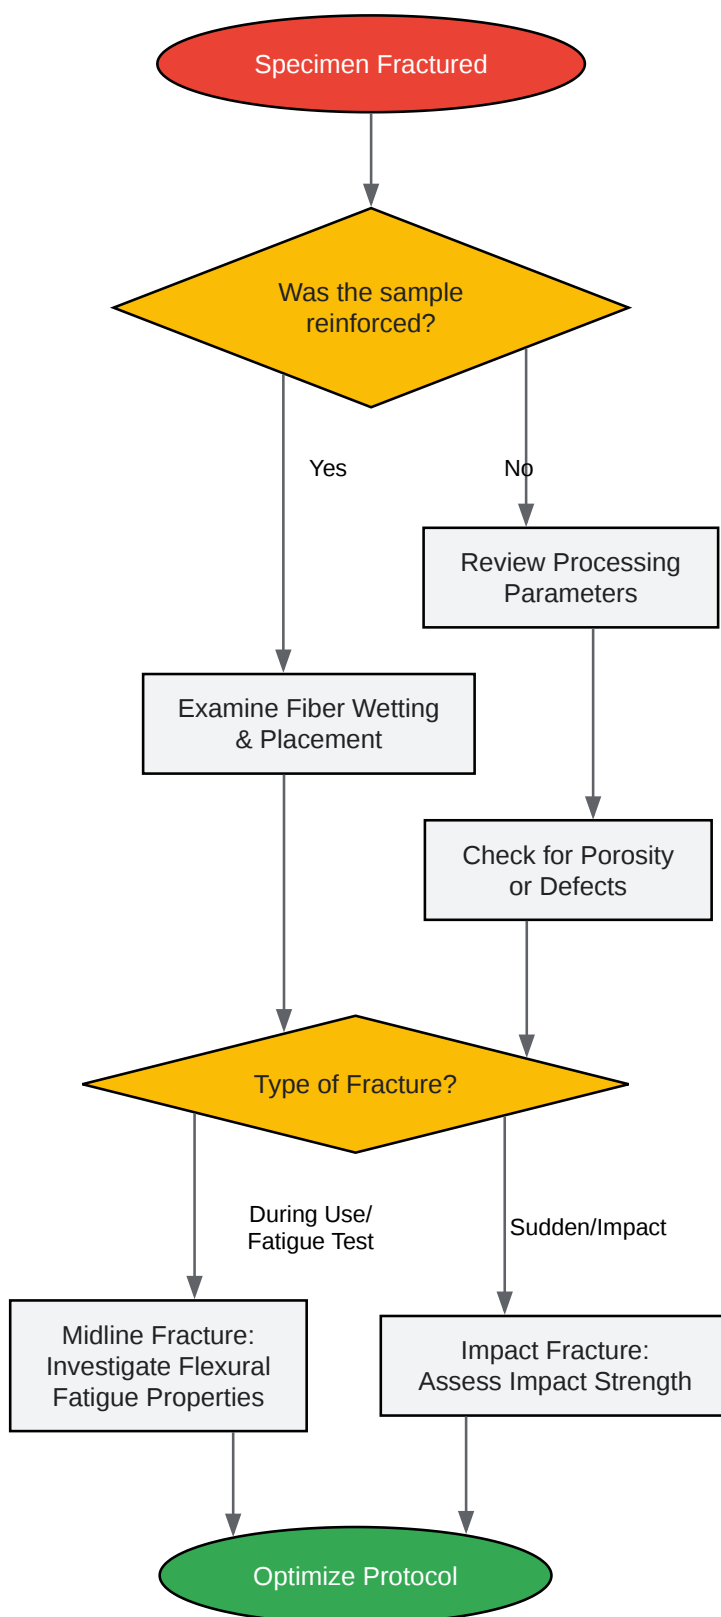 Specimen Fractured
Was the sample
reinforced?
Yes
No
Review Processing
Parameters
Examine Fiber Wetting
& Placement
Check for Porosity
or Defects
Type of Fracture?
During Use/
Fatigue Test
Sudden/Impact
Midline Fracture:
Investigate Flexural
Fatigue Properties
Impact Fracture:
Assess Impact Strength
Optimize Protocol